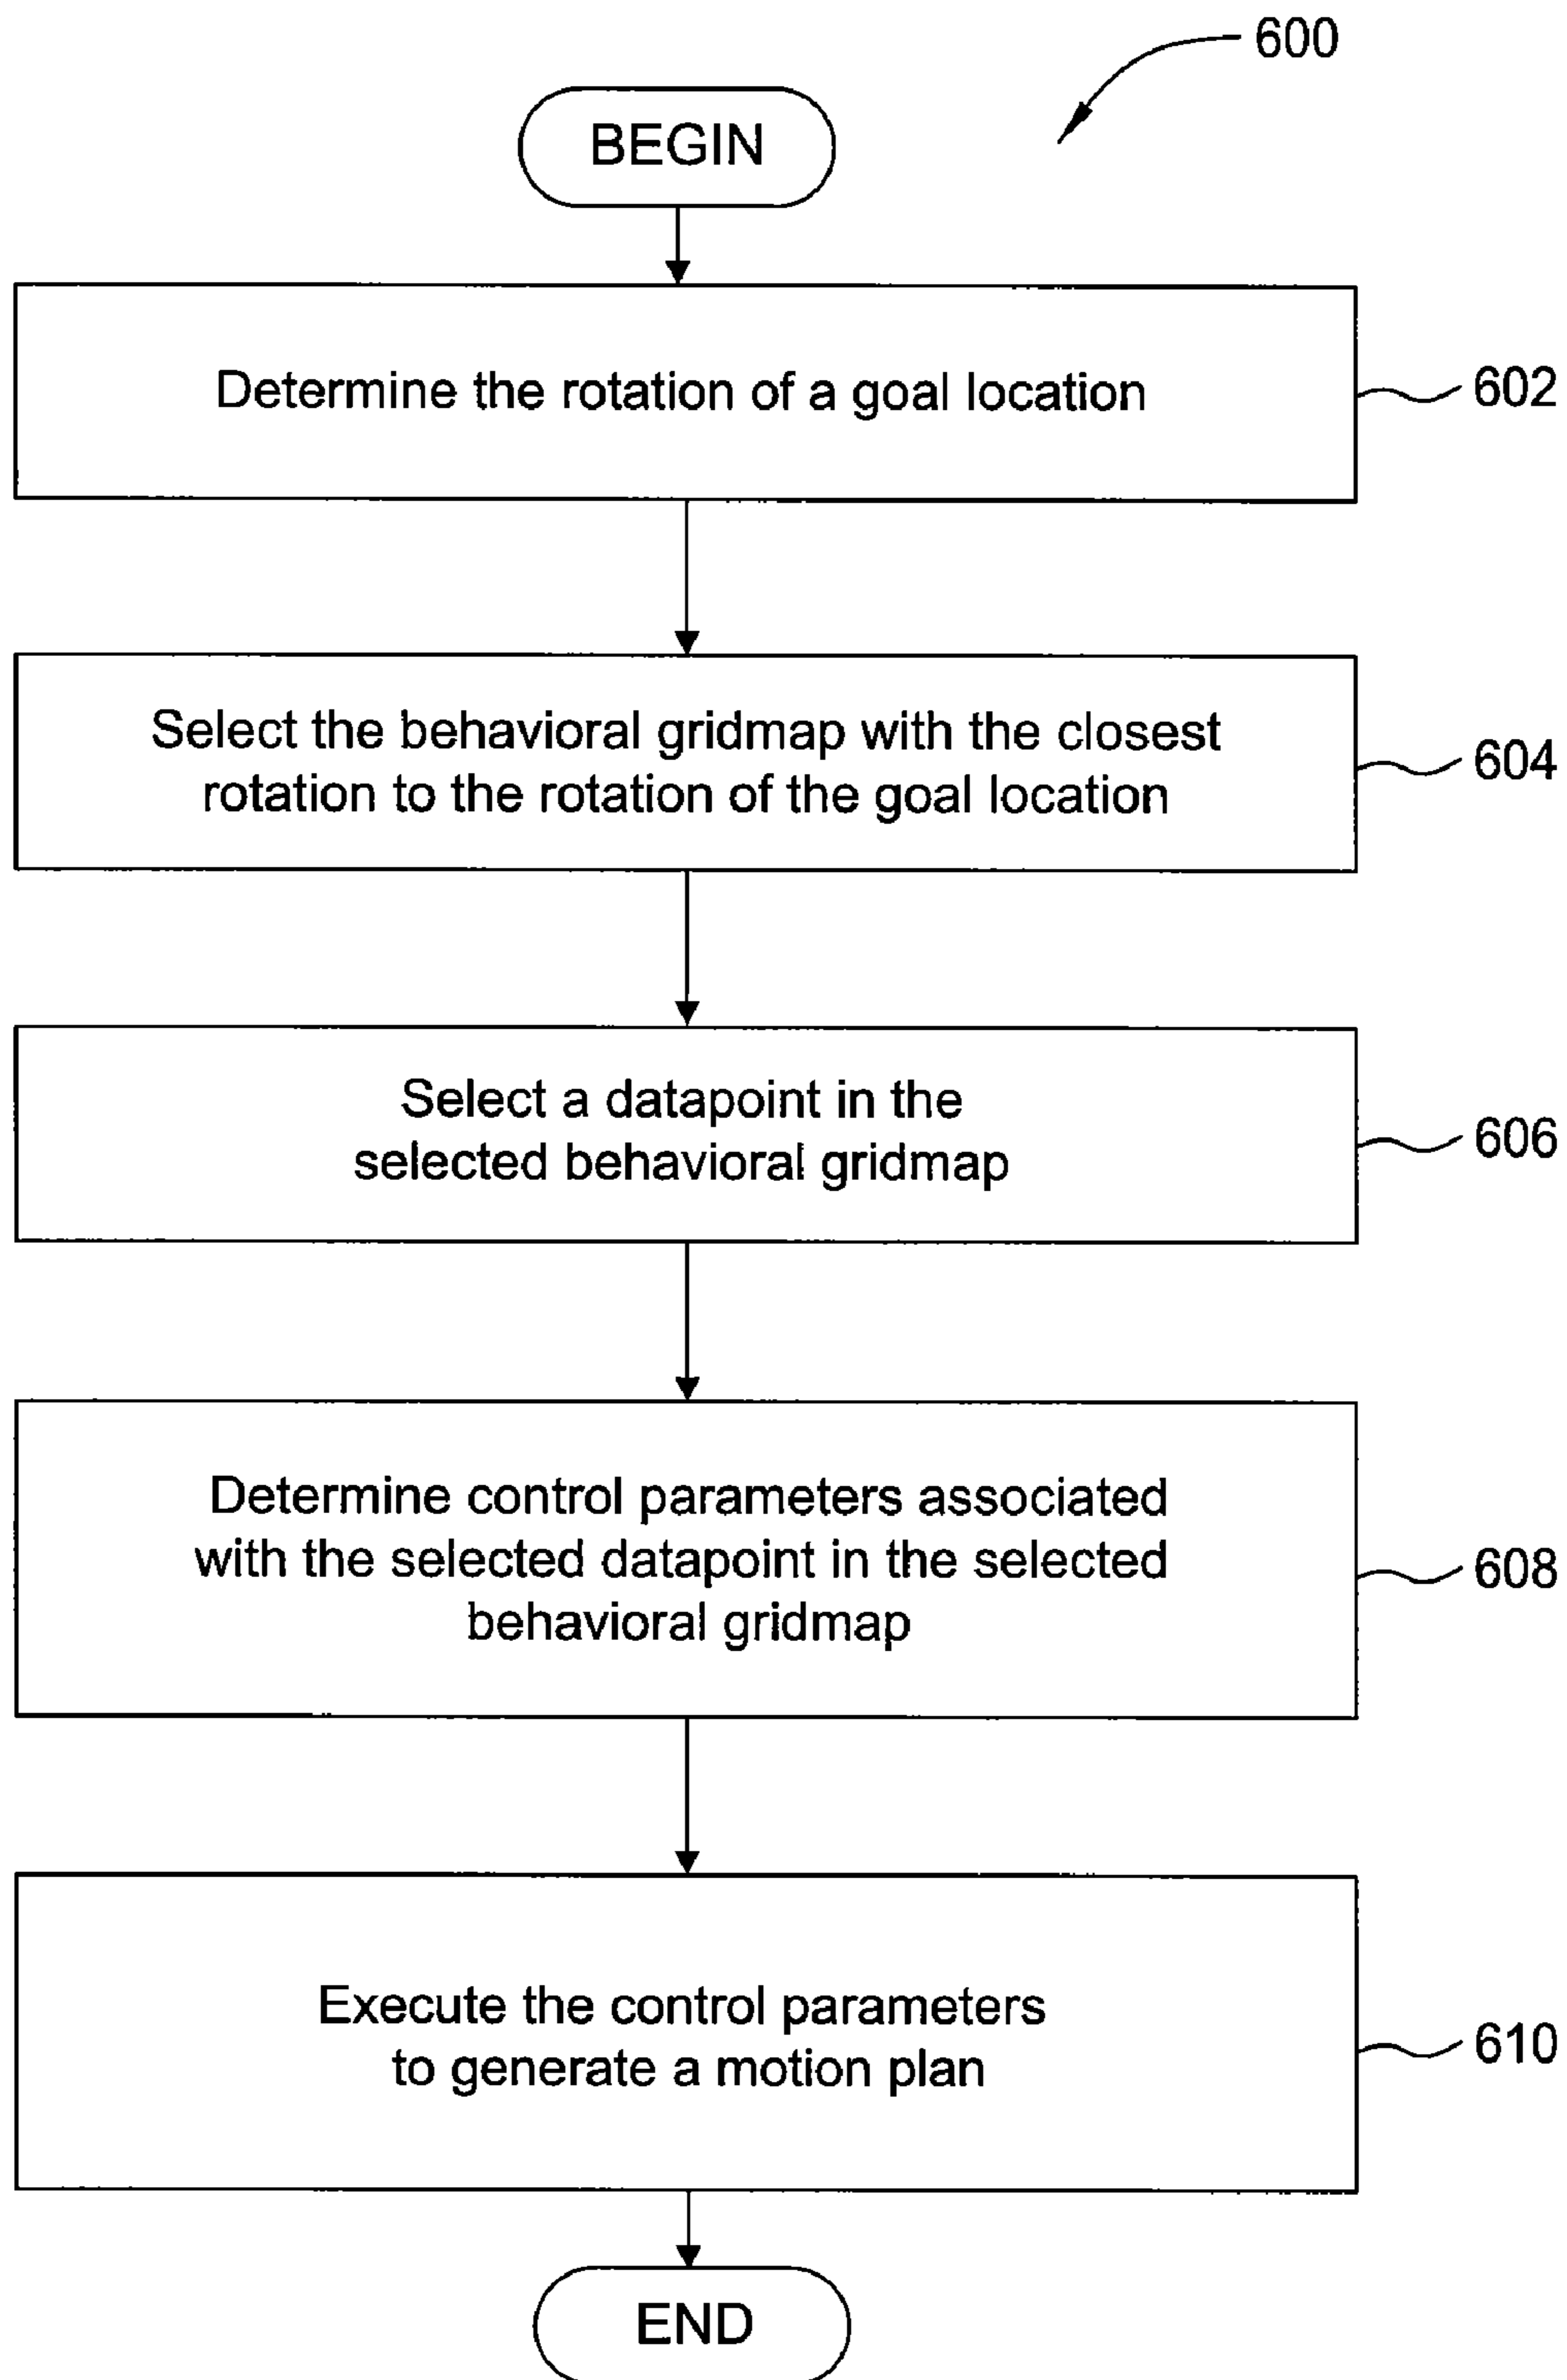 600
BEGIN
Determine the rotation of a goal location
602
Select the behavioral gridmap with the closest
rotation to the rotation of the goal location
604
Select a datapoint in the
selected behavioral gridmap
606
Determine control parameters associated
with the selected datapoint in the selected
behavioral gridmap
608
Execute the control parameters
to generate a motion plan
610
END